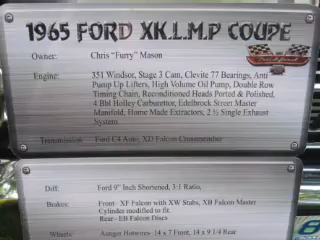 1965 FORD XK.L.M.P COUPE
Owner: Chris "Furry" Mason
Engine: 351 Windsor, Stage 3 Cam, Clevite 77 Bearings, Anti
Pump Up Lifters, High Volume Oil Pump, Double Row
Timing Chain, Reconditioned Heads Ported & Polished,
4 Bbl Holley Carburettor, Edelbrock Street Master
Manifold, Home Made Extractors, 2 ½ Single Exhaust
System
Transmission Ford C4 Auto, XD Falcon Crossmember
Diff: Ford 9" Inch Shortened, 3:1 Ratio,
Brakes: Front- XF Falcon with XW Stubs, XB Falcon Master
Cylinder modified to fit.
Rear- EB Falcon Discs
Wheels: Auger Hotwires- 14 x 7 Front, 14 x 9 1/4 Rear